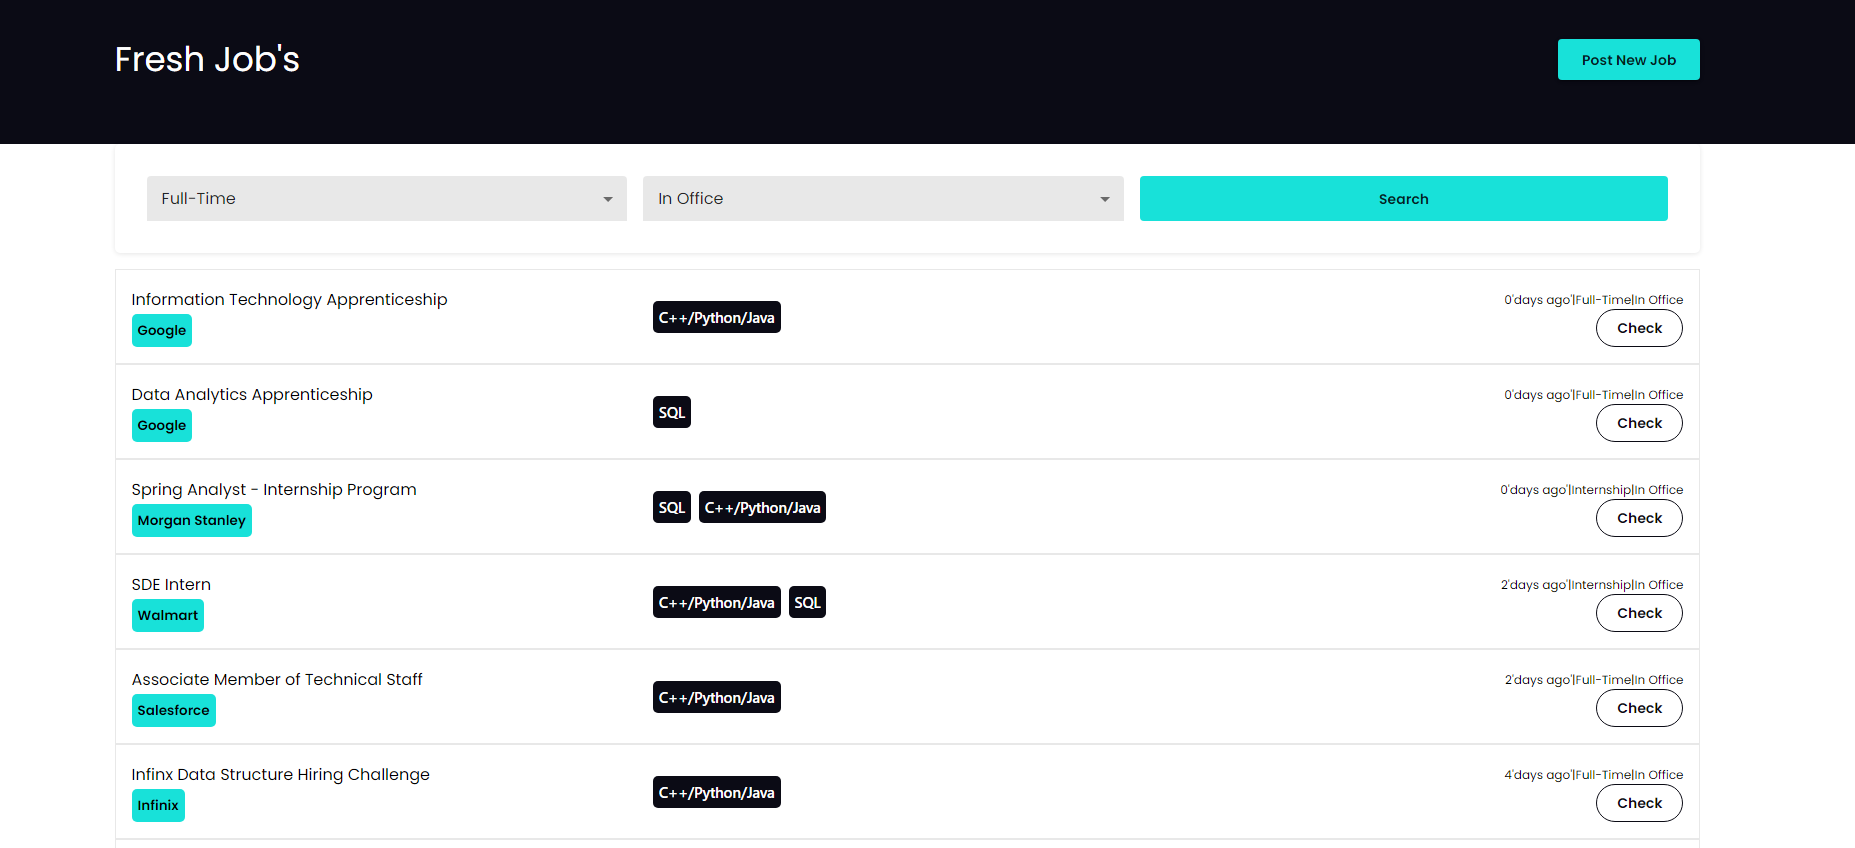 Fresh Job's
Post New Job
Full-Time
In Office
Search
Information Technology Apprenticeship
Google
C++/Python/Java
0'days ago'|Full-Time|In Office
Check
Data Analytics Apprenticeship
Google
SQL
0'days ago'|Full-Time|In Office
Check
Spring Analyst - Internship Program
Morgan Stanley
SQL C++/Python/Java
0'days ago'|Internship|In Office
Check
SDE Intern
Walmart
C++/Python/Java SQL
2'days ago'|Internship|In Office
Check
Associate Member of Technical Staff
Salesforce
C++/Python/Java
2'days ago'|Full-Time|In Office
Check
Infinx Data Structure Hiring Challenge
Infinix
C++/Python/Java
4'days ago'|Full-Time|In Office
Check